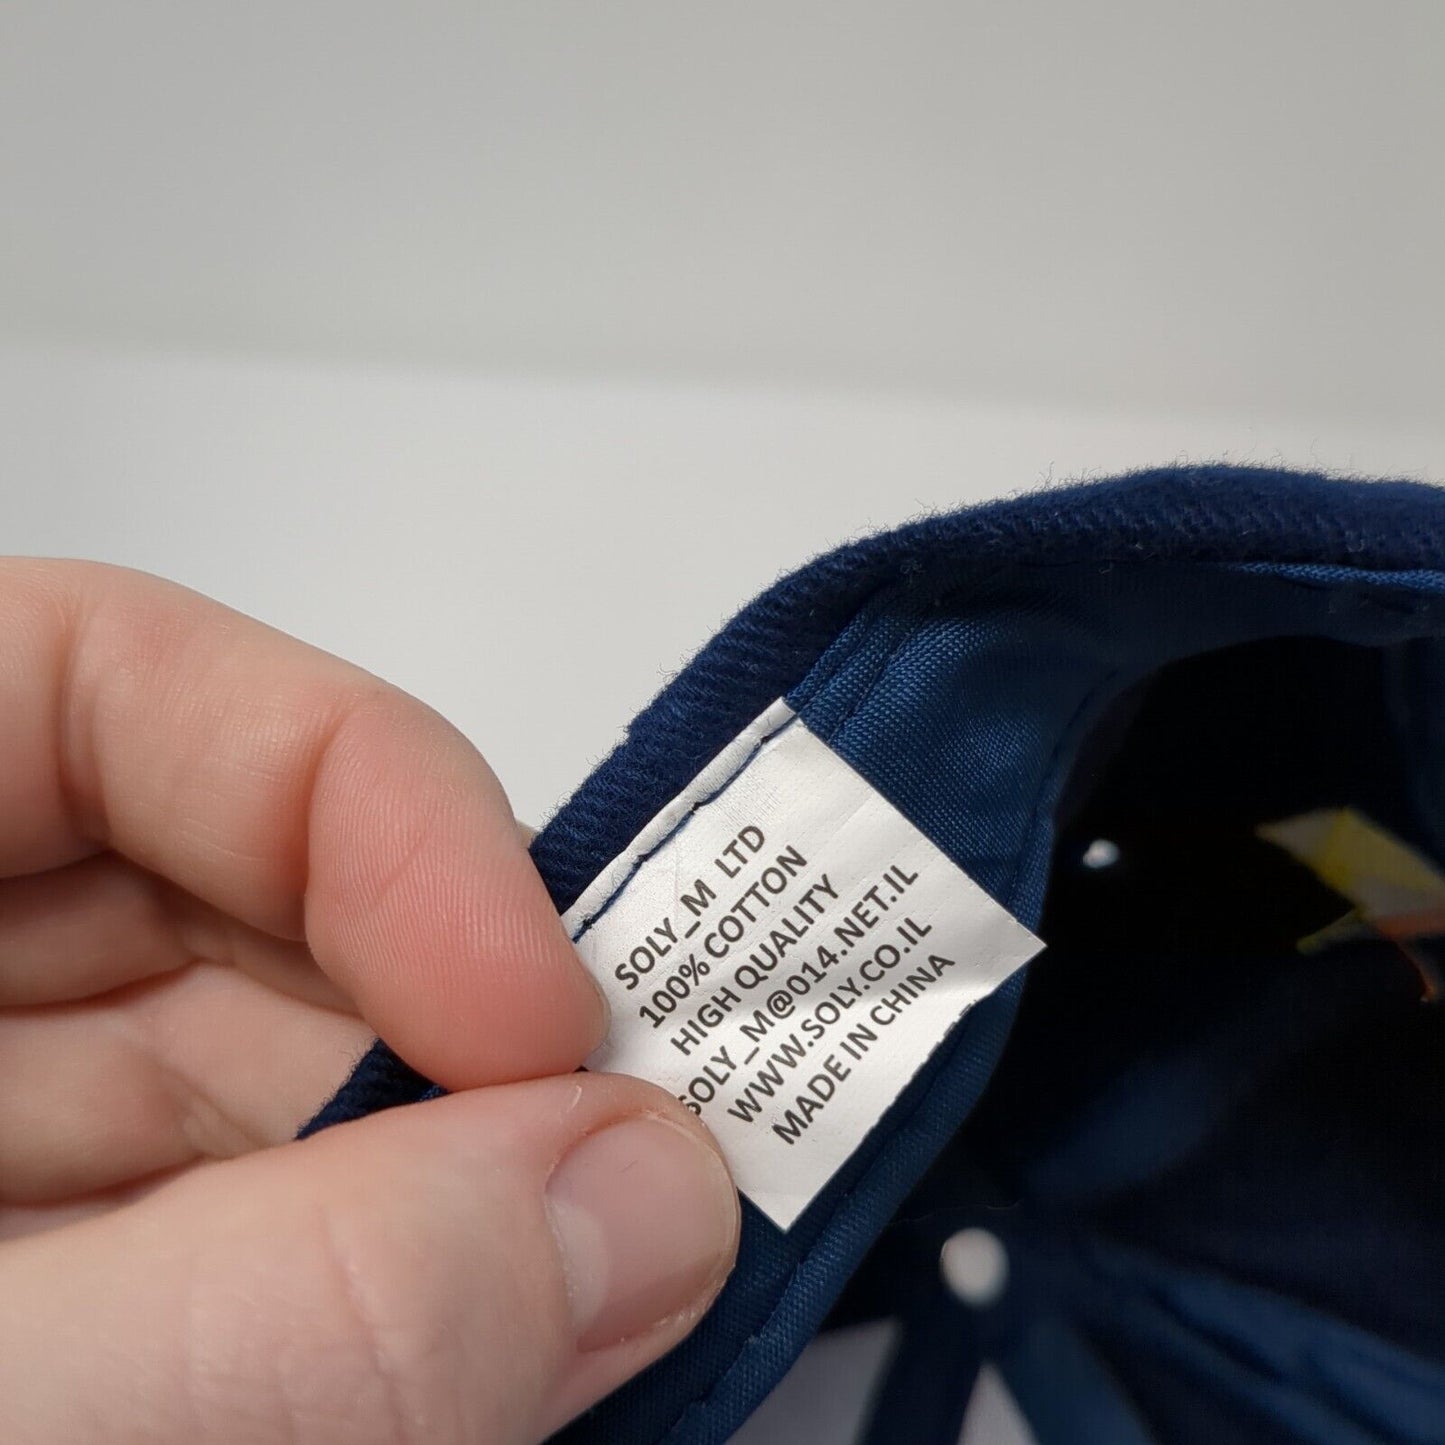 SOLY_M LTD
100% COTTON
HIGH QUALITY
SOLY_M@014.NET.IL
WWW.SOLY.CO.IL
MADE IN CHINA